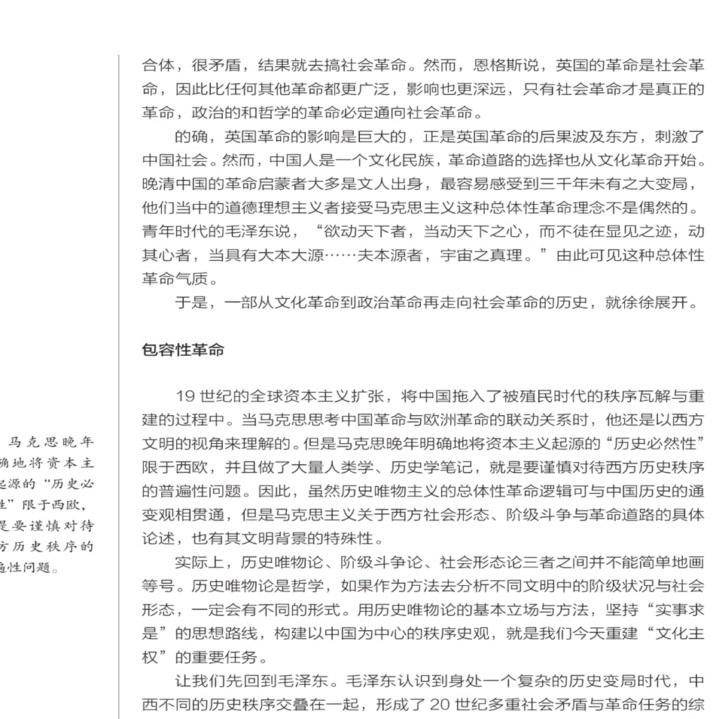 合体，很矛盾，结果就去搞社会革命。然而，恩格斯说，英国的革命是社会革
命，因此比任何其他革命都更广泛，影响也更深远，只有社会革命才是真正的
革命，政治的和哲学的革命必定通向社会革命。
的确，英国革命的影响是巨大的，正是英国革命的后果波及东方，刺激了
中国社会。然而，中国人是一个文化民族，革命道路的选择也从文化革命开始。
晚清中国的革命启蒙者大多是文人出身，最容易感受到三千年未有之大变局，
他们当中的道德理想主义者接受马克思主义这种总体性革命理念不是偶然的。
青年时代的毛泽东说，“欲动天下者，当动天下之心，而不徒在显见之迹，动
其心者，当具有大本大源……夫本源者，宇宙之真理。”由此可见这种总体性
革命气质。
于是，一部从文化革命到政治革命再走向社会革命的历史，就徐徐展开。
包容性革命
19 世纪的全球资本主义扩张，将中国拖入了被殖民时代的秩序瓦解与重
建的过程中。当马克思思考中国革命与欧洲革命的联动关系时，他还是以西方
文明的视角来理解的。但是马克思晚年明确地将资本主义起源的“历史必然性”
限于西欧，并且做了大量人类学、历史学笔记，就是要谨慎对待西方历史秩序
的普遍性问题。因此，虽然历史唯物主义的总体性革命逻辑可与中国历史的通
变观相贯通，但是马克思主义关于西方社会形态、阶级斗争与革命道路的具体
论述，也有其文明背景的特殊性。
实际上，历史唯物论、阶级斗争论、社会形态论三者之间并不能简单地画
等号。历史唯物论是哲学，如果作为方法去分析不同文明中的阶级状况与社会
形态，一定会有不同的形式。用历史唯物论的基本立场与方法，坚持“实事求
是”的思想路线，构建以中国为中心的秩序史观，就是我们今天重建“文化主
权”的重要任务。
让我们先回到毛泽东。毛泽东认识到身处一个复杂的历史变局时代，中
西不同的历史秩序交叠在一起，形成了 20 世纪多重社会矛盾与革命任务的综
马克思晚年
确地将资本主
起源的“历史必
性”限于西欧，
是要谨慎对待
方历史秩序的
遍性问题。